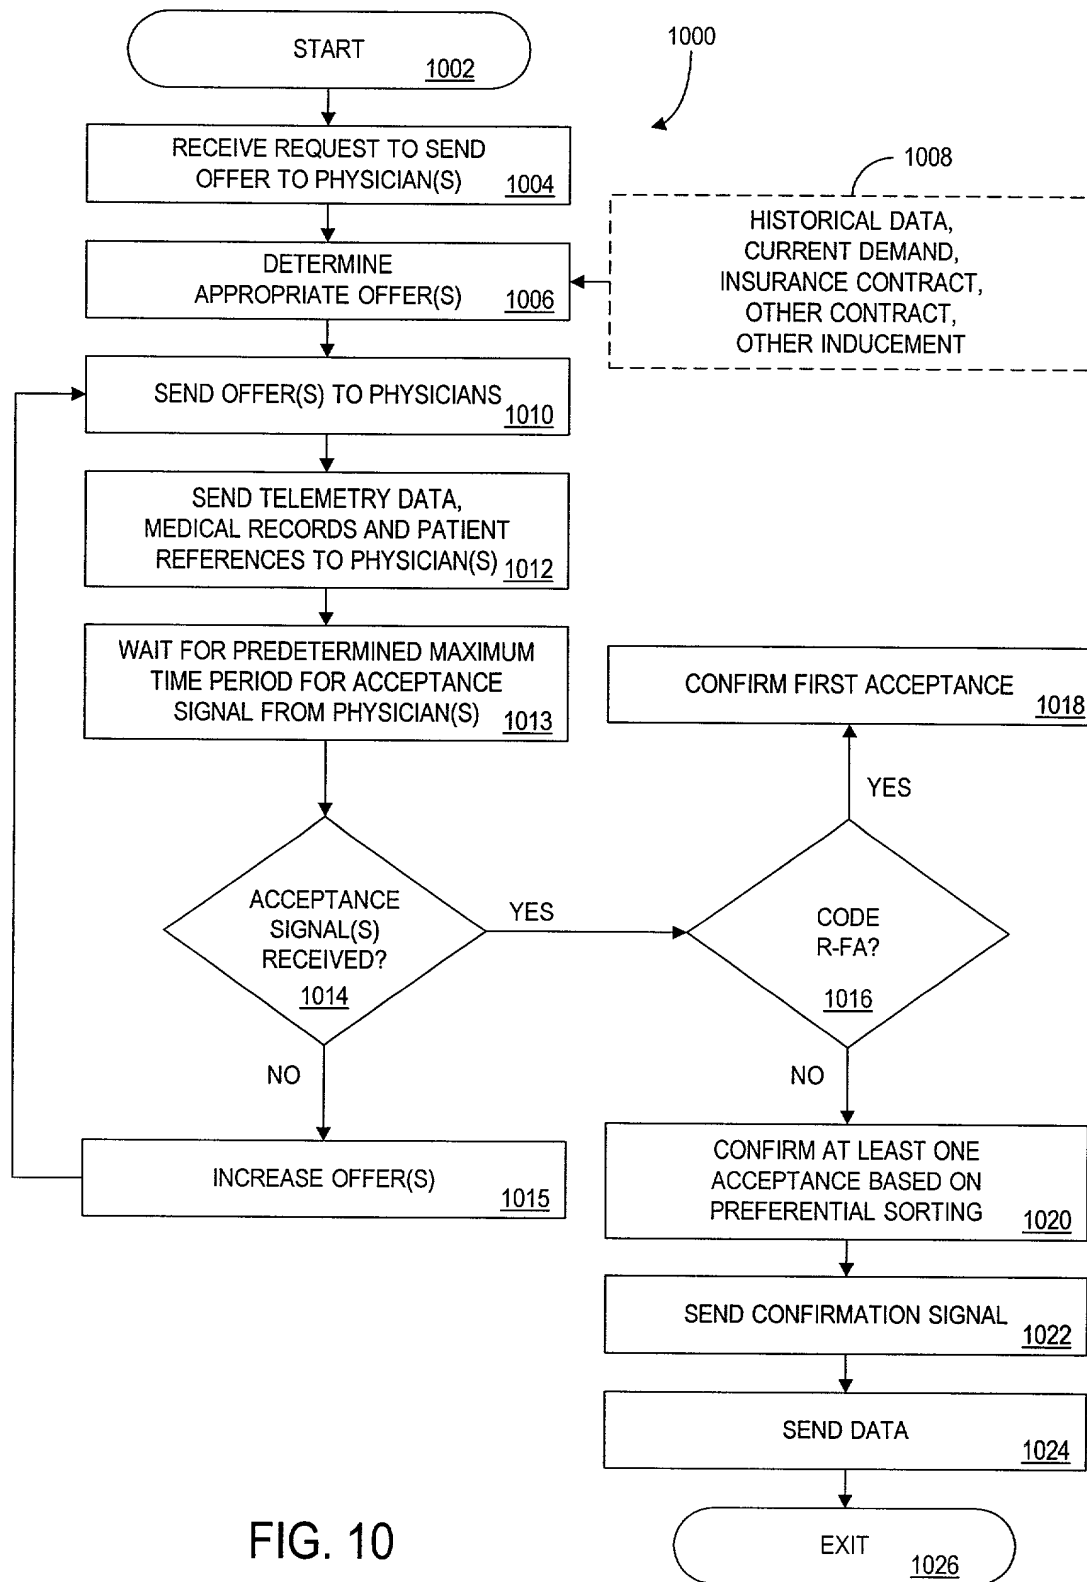 START
1002
1000
RECEIVE REQUEST TO SEND
OFFER TO PHYSICIAN(S)
1004
1008
HISTORICAL DATA,
CURRENT DEMAND,
INSURANCE CONTRACT,
OTHER CONTRACT,
OTHER INDUCEMENT
DETERMINE
APPROPRIATE OFFER(S)
1006
SEND OFFER(S) TO PHYSICIANS
1010
SEND TELEMETRY DATA,
MEDICAL RECORDS AND PATIENT
REFERENCES TO PHYSICIAN(S)
1012
WAIT FOR PREDETERMINED MAXIMUM
TIME PERIOD FOR ACCEPTANCE
SIGNAL FROM PHYSICIAN(S)
1013
CONFIRM FIRST ACCEPTANCE
1018
YES
ACCEPTANCE
SIGNAL(S)
RECEIVED?
1014
YES
CODE
R-FA?
1016
NO
NO
INCREASE OFFER(S)
1015
CONFIRM AT LEAST ONE
ACCEPTANCE BASED ON
PREFERENTIAL SORTING
1020
SEND CONFIRMATION SIGNAL
1022
SEND DATA
1024
EXIT
1026
FIG. 10